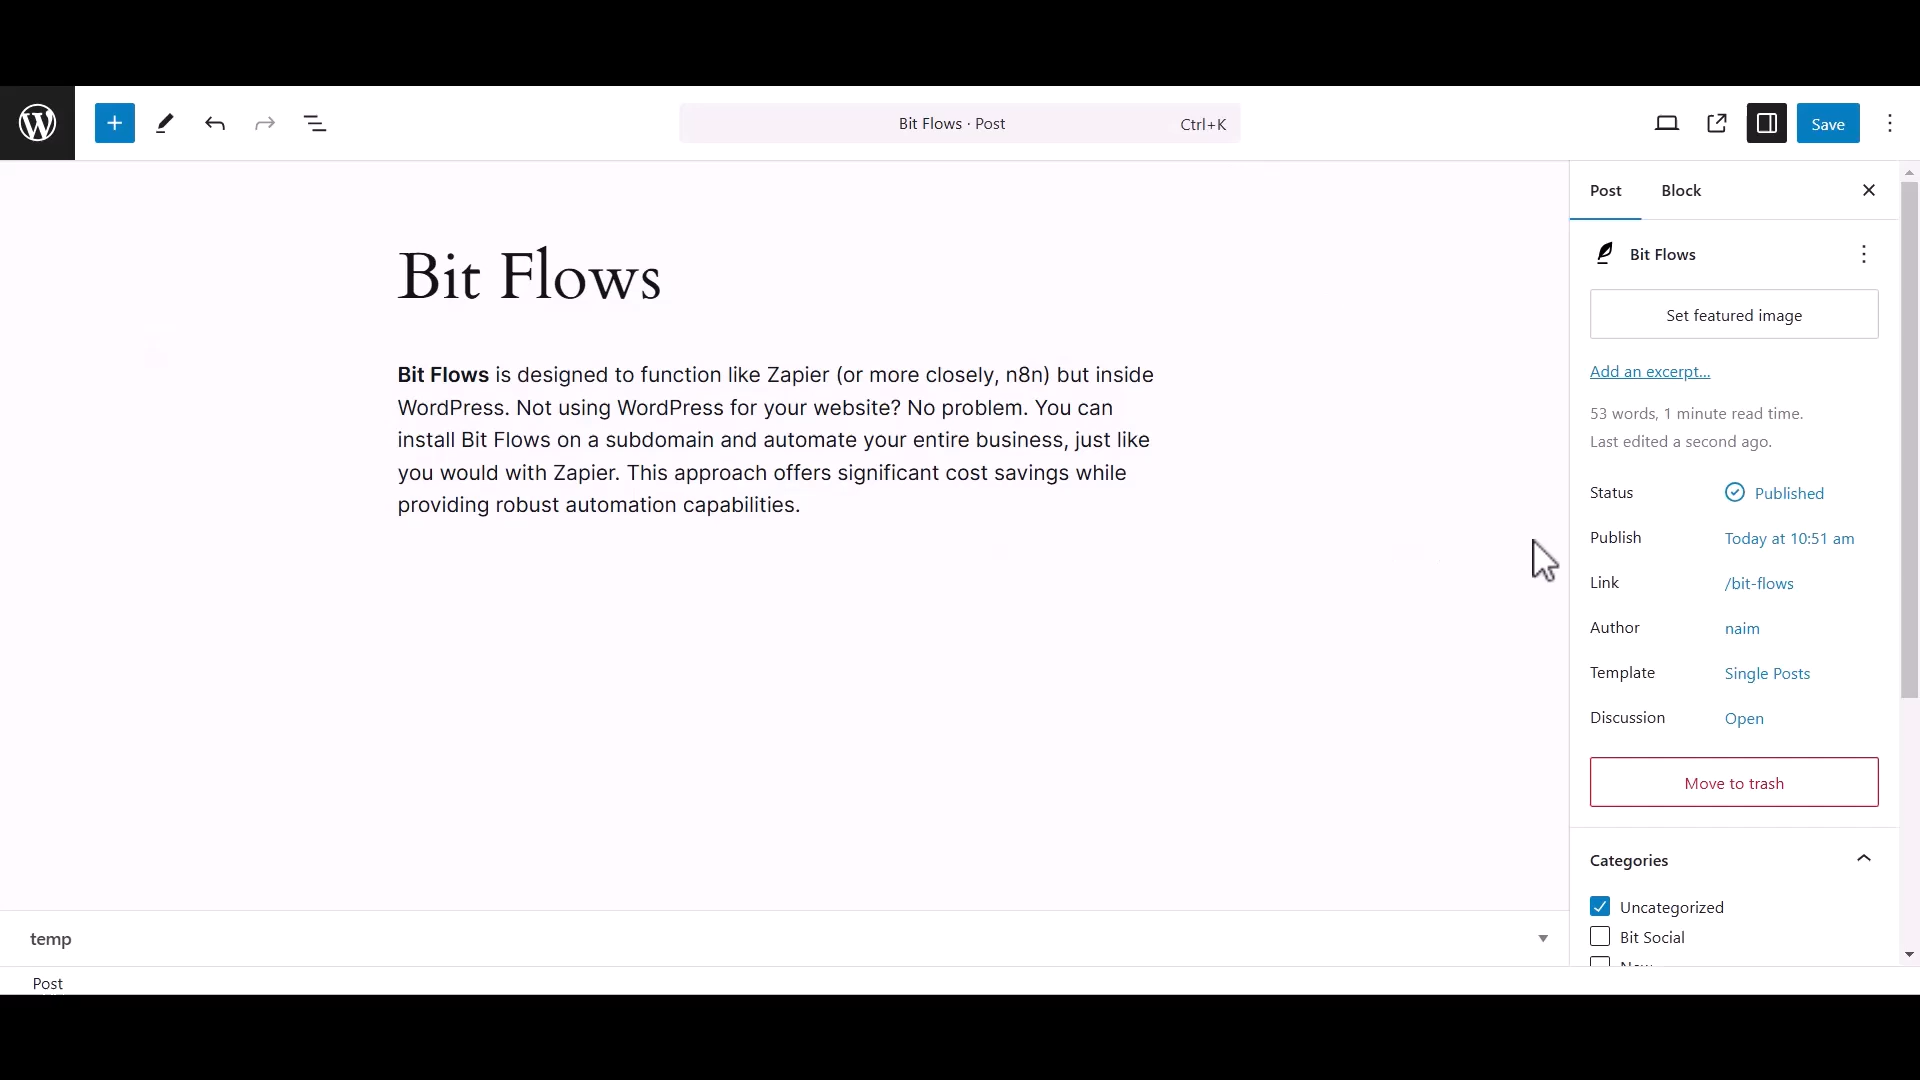 Bit Flows · Post Ctrl+K
Save
Post Block
Bit Flows
Bit Flows
Set featured image
Bit Flows is designed to function like Zapier (or more closely, n8n) but inside
WordPress. Not using WordPress for your website? No problem. You can
install Bit Flows on a subdomain and automate your entire business, just like
you would with Zapier. This approach offers significant cost savings while
providing robust automation capabilities.
Add an excerpt...
53 words, 1 minute read time.
Last edited a second ago.
Status Published
Publish Today at 10:51 am
Link /bit-flows
Author naim
Template Single Posts
Discussion Open
Move to trash
Categories
Uncategorized
Bit Social
temp
Post